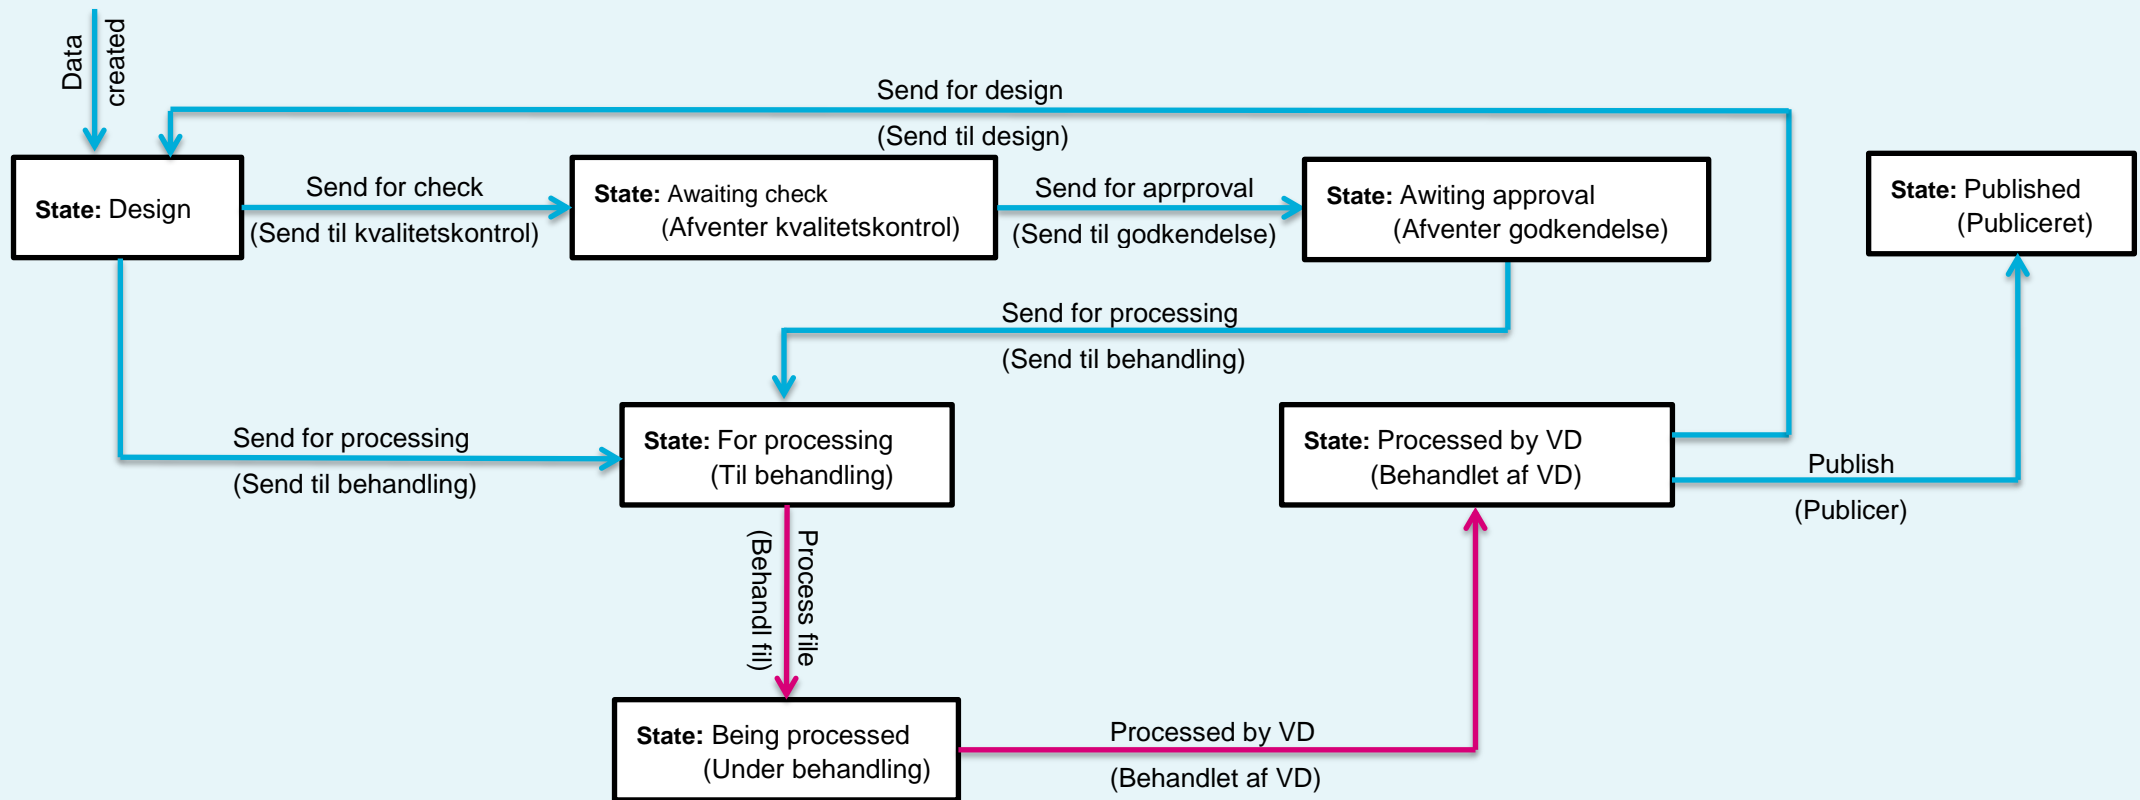 Data
created
Send for design
(Send til design)
State: Design
Send for check
(Send til kvalitetskontrol)
State: Awaiting check
(Afventer kvalitetskontrol)
Send for aprproval
(Send til godkendelse)
State: Awiting approval
(Afventer godkendelse)
State: Published
(Publiceret)
Send for processing
(Send til behandling)
Send for processing
(Send til behandling)
State: For processing
(Til behandling)
State: Processed by VD
(Behandlet af VD)
Publish
(Publicer)
Process file
(Behandl fil)
State: Being processed
(Under behandling)
Processed by VD
(Behandlet af VD)